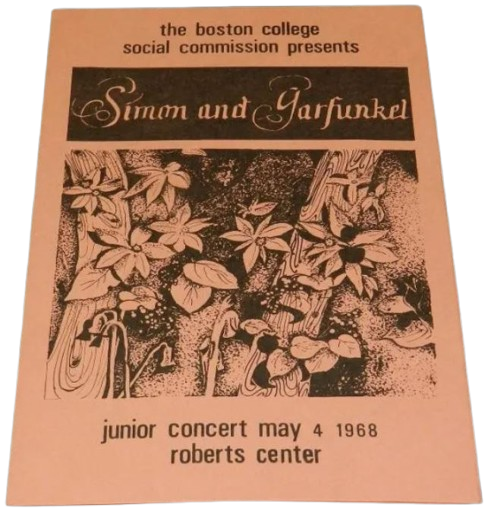 the boston college
social commission presents
Simon and Garfunkel
junior concert may 4 1968
roberts center